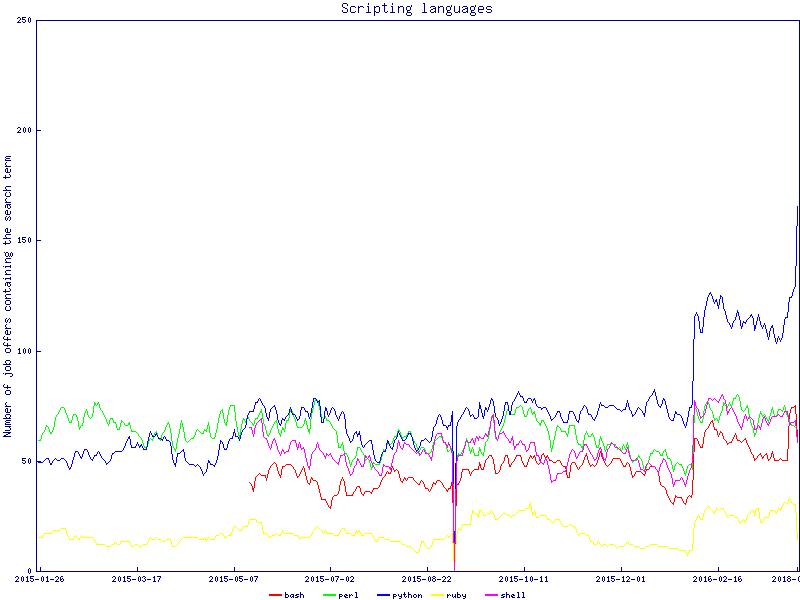 Scripting languages
250
200
150
100
50
0
Number of job offers containing the search term
2015-01-26 2015-03-17 2015-05-07 2015-07-02 2015-08-22 2015-10-11 2015-12-01 2016-02-16 2018-0
bash perl python ruby shell